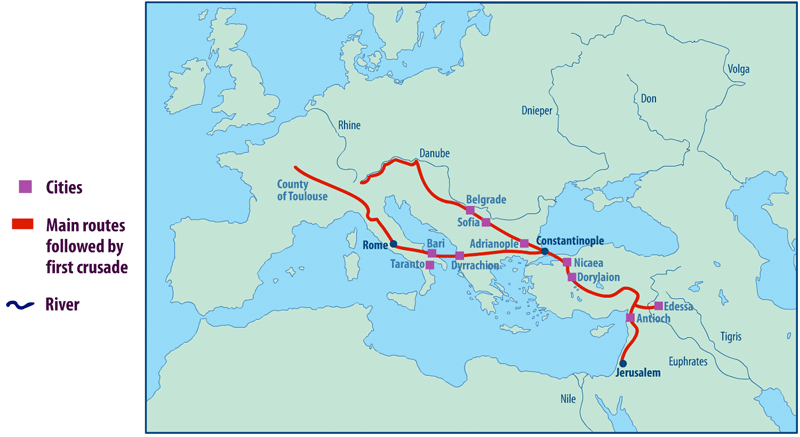 Cities
Main routes
followed by
first crusade
River
Volga
Don
Dnieper
Rhine
Danube
County
of Toulouse
Belgrade
Sofia
Adrianople
Constantinople
Rome
Bari
Taranto
Dyrrachion
Nicaea
Dorylaion
Edessa
Antioch
Tigris
Euphrates
Jerusalem
Nile